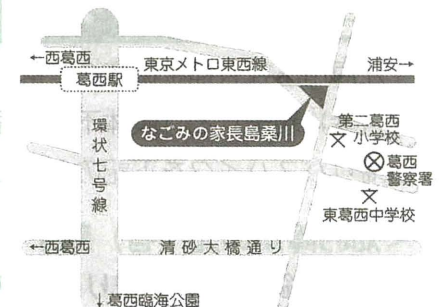 ←西葛西
東京メトロ東西線
浦安→
葛西駅
なごみの家長島桑川
環状七号線
第二葛西
小学校
葛西
警察署
東葛西中学校
←西葛西
清砂大橋通り
↓葛西臨海公園